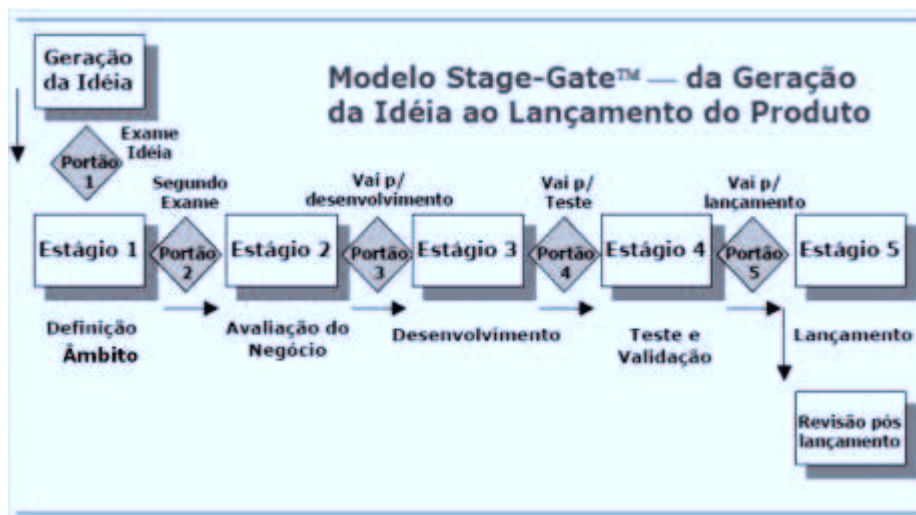 Geração
da Idéia
Modelo Stage-Gate™ — da Geração
da Idéia ao Lançamento do Produto
Exame
Idéia
Portão
1
Segundo
Exame
Vai p/
desenvolvimento
Vai p/
Teste
Vai p/
lançamento
Estágio 1
Portão
2
Estágio 2
Portão
3
Estágio 3
Portão
4
Estágio 4
Portão
5
Estágio 5
Definição
Âmbito
Avaliação do
Negócio
Desenvolvimento
Teste e
Validação
Lançamento
Revisão pós
lançamento